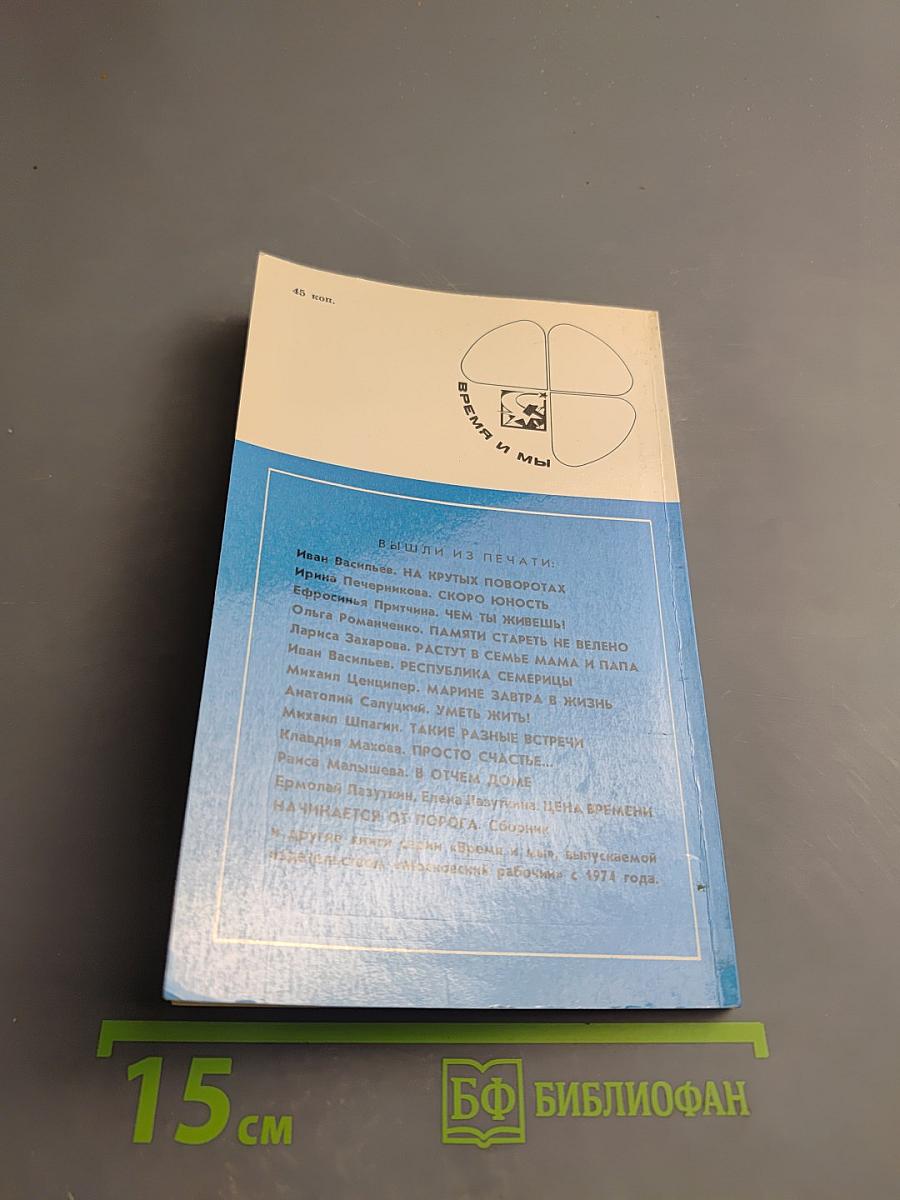 45 коп.
ВРЕМЯ И МЫ
ВЫШЛИ ИЗ ПЕЧАТИ:
Иван Васильев. НА КРУТЫХ ПОВОРОТАХ
Ирина Печерникова. СКОРО ЮНОСТЬ
Ефросинья Притчина. ЧЕМ ТЫ ЖИВЕШЬ!
Ольга Романченко. ПАМЯТИ СТАРЕТЬ НЕ ВЕЛЕНО
Лариса Захарова. РАСТУТ В СЕМЬЕ МАМА И ПАПА
Иван Васильев. РЕСПУБЛИКА СЕМЕРИЦЫ
Михаил Ценципер. МАРИНЕ ЗАВТРА В ЖИЗНЬ
Анатолий Салуцкий. УМЕТЬ ЖИТЬ!
Михаил Шпагин. ТАКИЕ РАЗНЫЕ ВСТРЕЧИ
Клавдия Махова. ПРОСТО СЧАСТЬЕ...
Раиса Малышева. В ОТЧЕМ ДОМЕ
Ермолай Лазуткин, Елена Лазуткина. ЦЕНА ВРЕМЕНИ
НАЧИНАЕТСЯ ОТ ПОРОГА. Сборник
и другие книги серии «Время и мы», выпускаемой
издательством «Московский рабочий» с 1974 года.
15 см
БФ БИБЛИОФАН